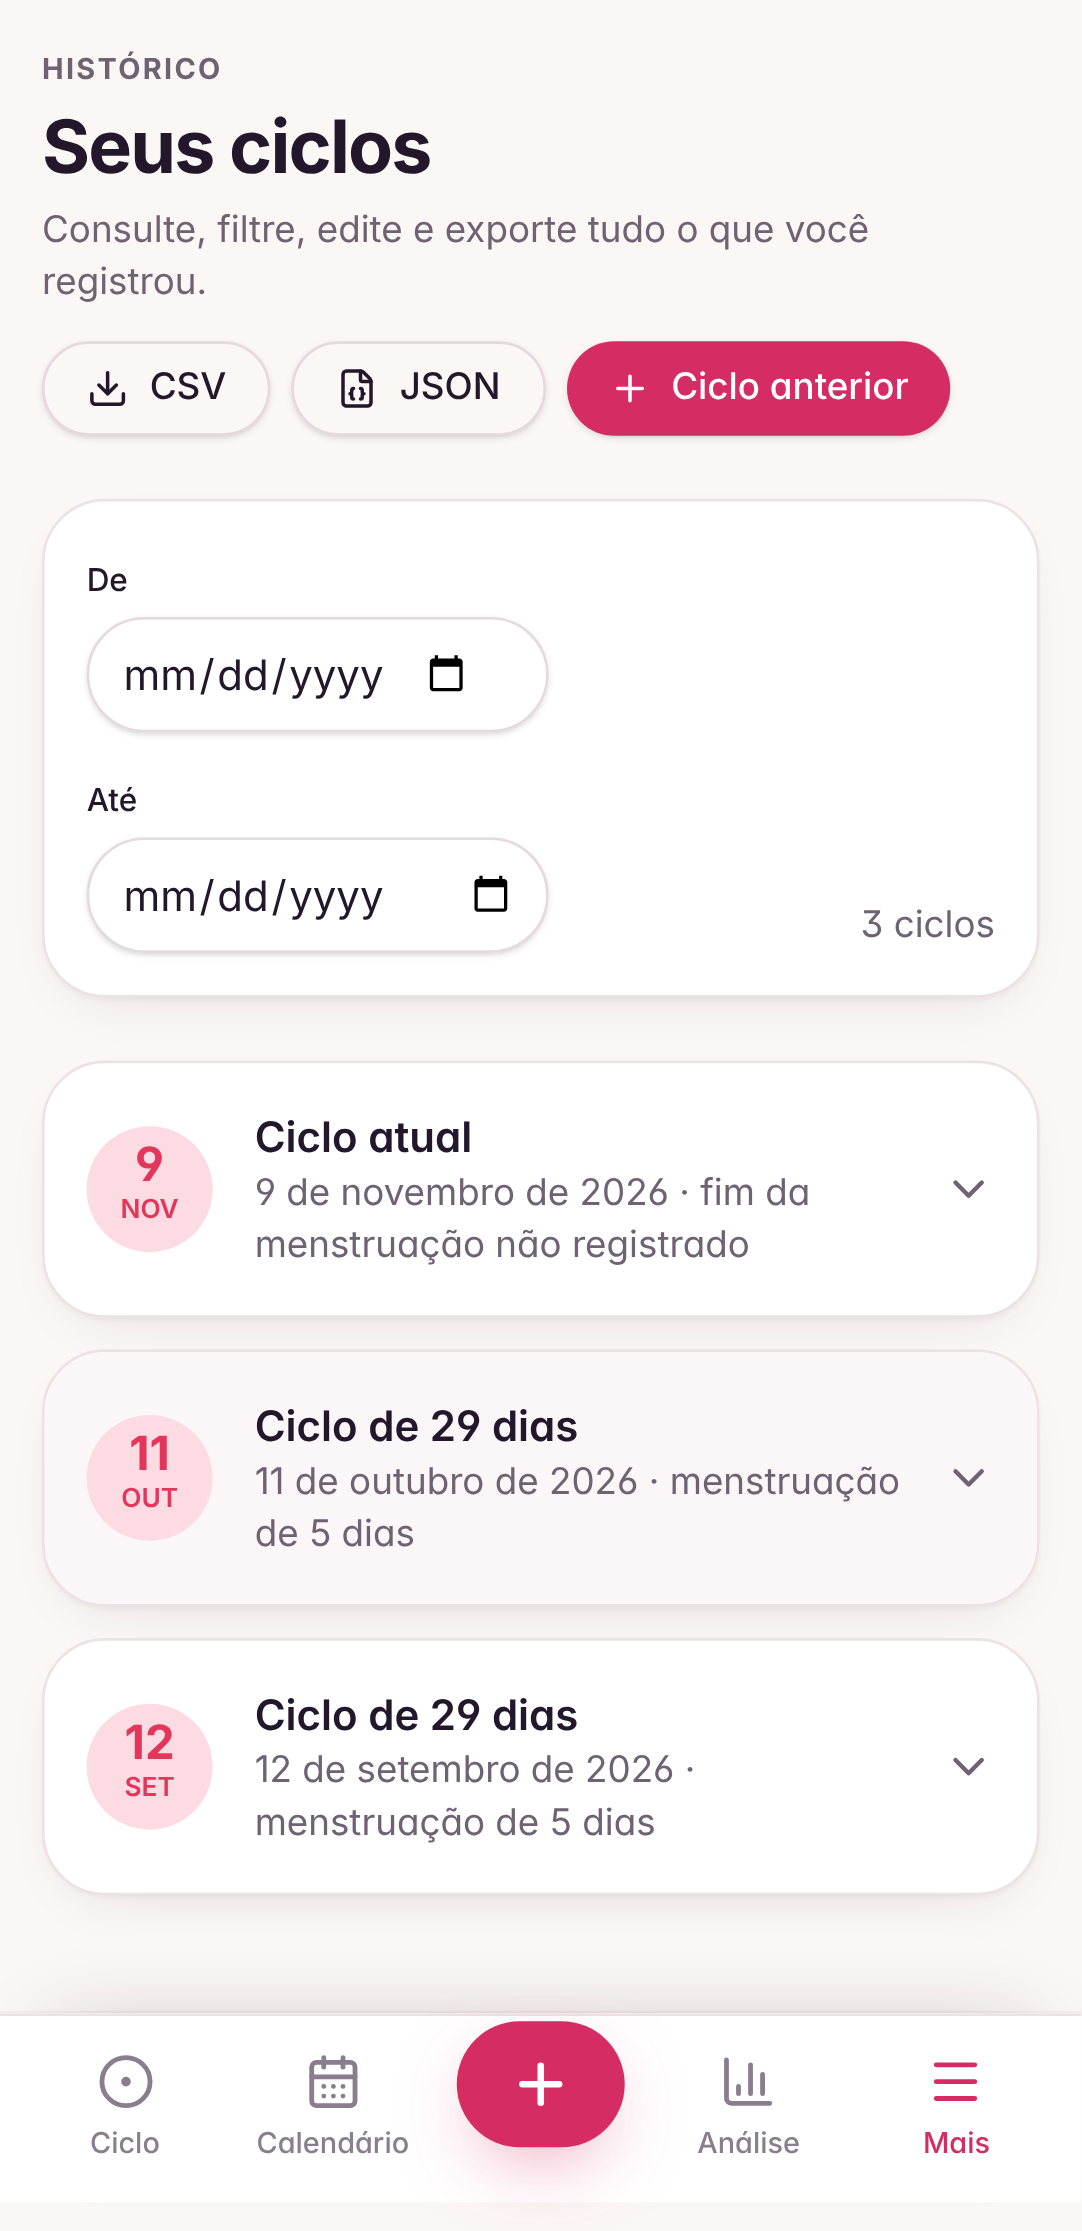 HISTÓRICO
Seus ciclos
Consulte, filtre, edite e exporte tudo o que você
registrou.
CSV
JSON
Ciclo anterior
De
mm/dd/yyyy
Até
mm/dd/yyyy
3 ciclos
9
NOV
Ciclo atual
9 de novembro de 2026 · fim da
menstruação não registrado
11
OUT
Ciclo de 29 dias
11 de outubro de 2026 · menstruação
de 5 dias
12
SET
Ciclo de 29 dias
12 de setembro de 2026 ·
menstruação de 5 dias
Ciclo
Calendário
Análise
Mais